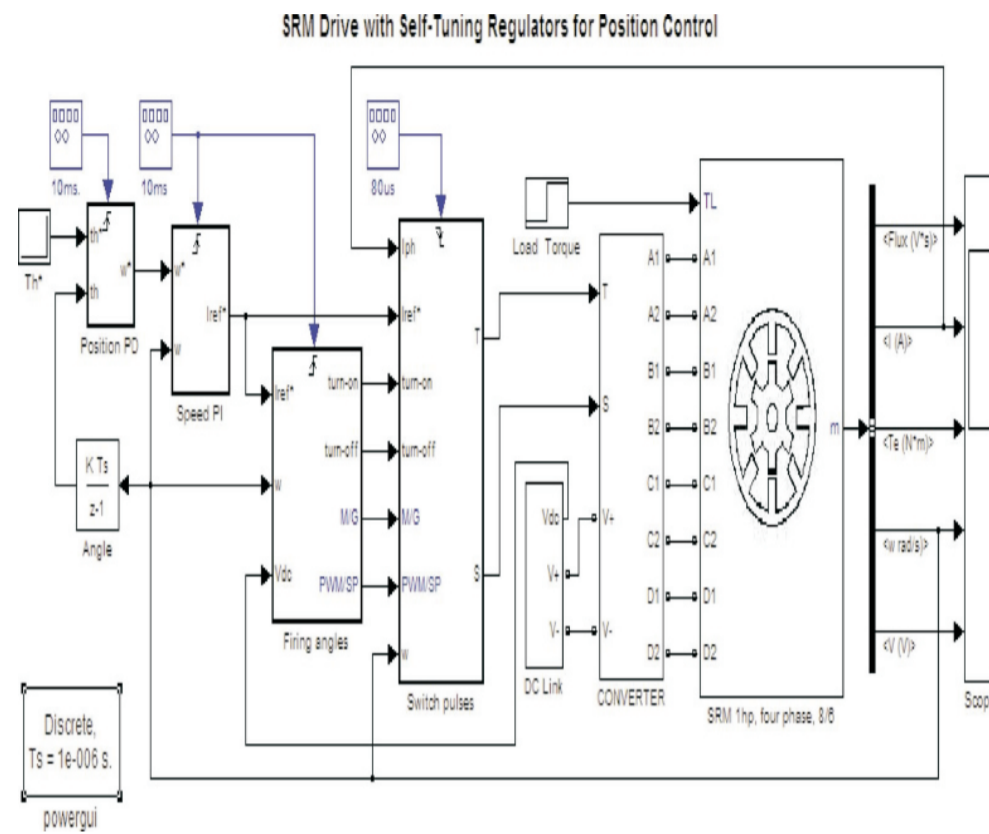 SRM Drive with Self-Tuning Regulators for Position Control
10ms.
10ms
80us
Th*
th*
th
w*
Position PD
w*
w
Iref*
Speed PI
K Ts
z-1
Angle
Iref*
w
Vdc
turn-on
turn-off
M/G
PWM/SP
Firing angles
Iph
Iref*
turn-on
turn-off
M/G
PWM/SP
w
T
S
Switch pulses
Load Torque
Vdc
V+
V-
DC Link
T
S
V+
V-
A1
A2
B1
B2
C1
C2
D1
D2
CONVERTER
TL
A1
A2
B1
B2
C1
C2
D1
D2
m
SRM 1hp, four phase, 8/6
<Flux (V*s)>
<I (A)>
<Te (N*m)>
<w rad/s)>
<V (V)>
Scop
Discrete,
Ts = 1e-006 s.
powergui